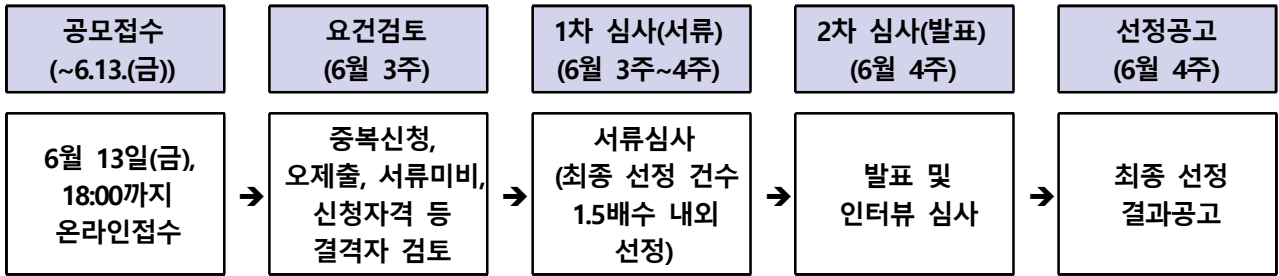 공모접수
(~6.13.(금))
요건검토
(6월 3주)
1차 심사(서류)
(6월 3주~4주)
2차 심사(발표)
(6월 4주)
선정공고
(6월 4주)
6월 13일(금),
18:00까지
온라인접수
➔
중복신청,
오제출, 서류미비,
신청자격 등
결격자 검토
➔
서류심사
(최종 선정 건수
1.5배수 내외
선정)
➔
발표 및
인터뷰 심사
➔
최종 선정
결과공고